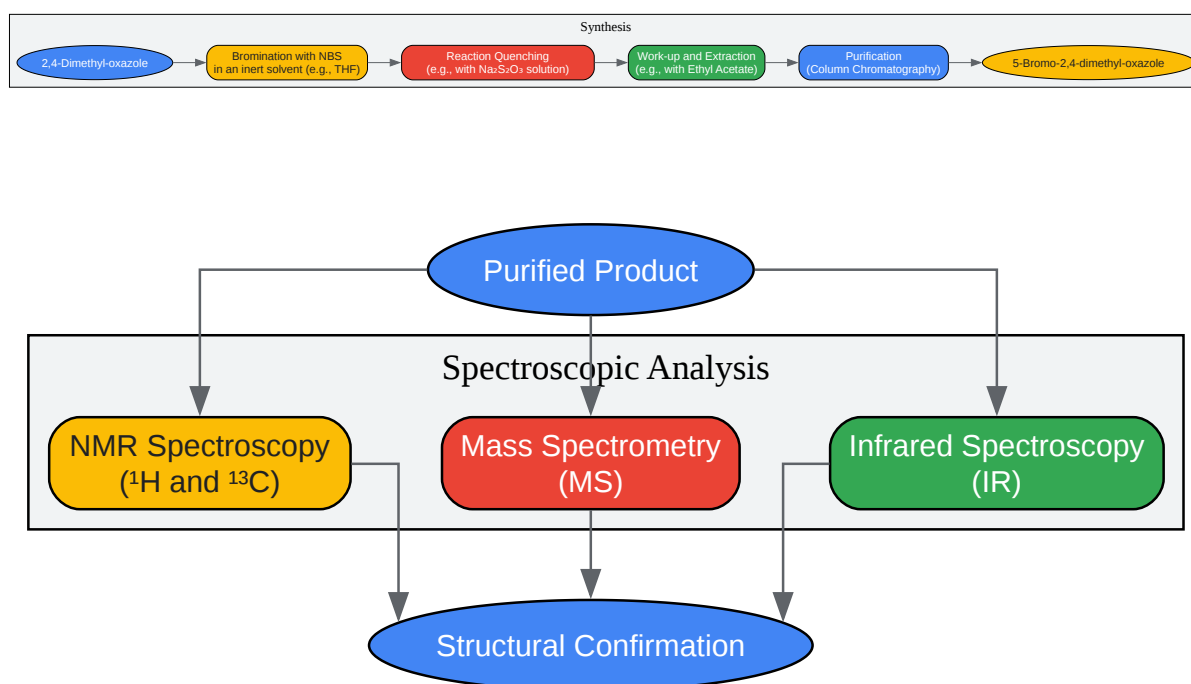 Synthesis
2,4-Dimethyl-oxazole
Bromination with NBS
in an inert solvent (e.g., THF)
Reaction Quenching
(e.g., with Na₂S₂O₃ solution)
Work-up and Extraction
(e.g., with Ethyl Acetate)
Purification
(Column Chromatography)
5-Bromo-2,4-dimethyl-oxazole
Purified Product
Spectroscopic Analysis
NMR Spectroscopy
(¹H and ¹³C)
Mass Spectrometry
(MS)
Infrared Spectroscopy
(IR)
Structural Confirmation